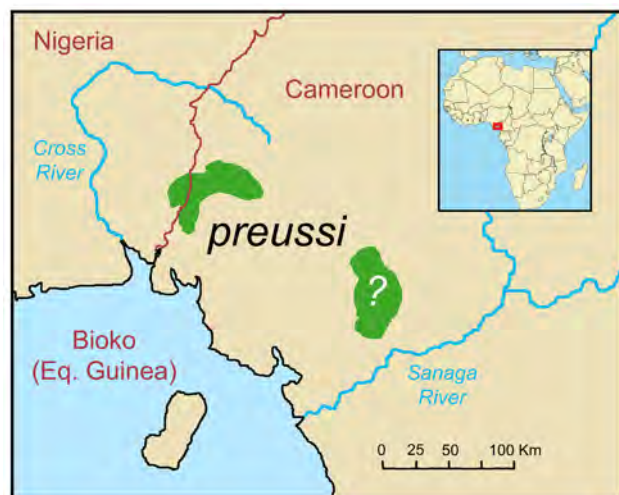 Nigeria
Cameroon
Cross
River
preussi
?
Bioko
(Eq. Guinea)
Sanaga
River
0 25 50 100 Km